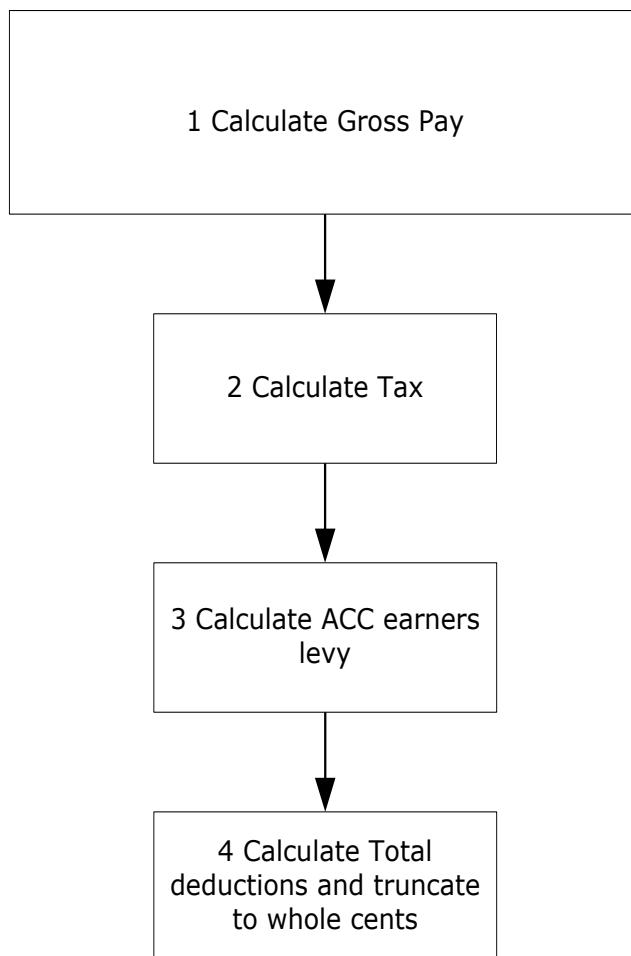 1 Calculate Gross Pay
2 Calculate Tax
3 Calculate ACC earners
levy
4 Calculate Total
deductions and truncate
to whole cents